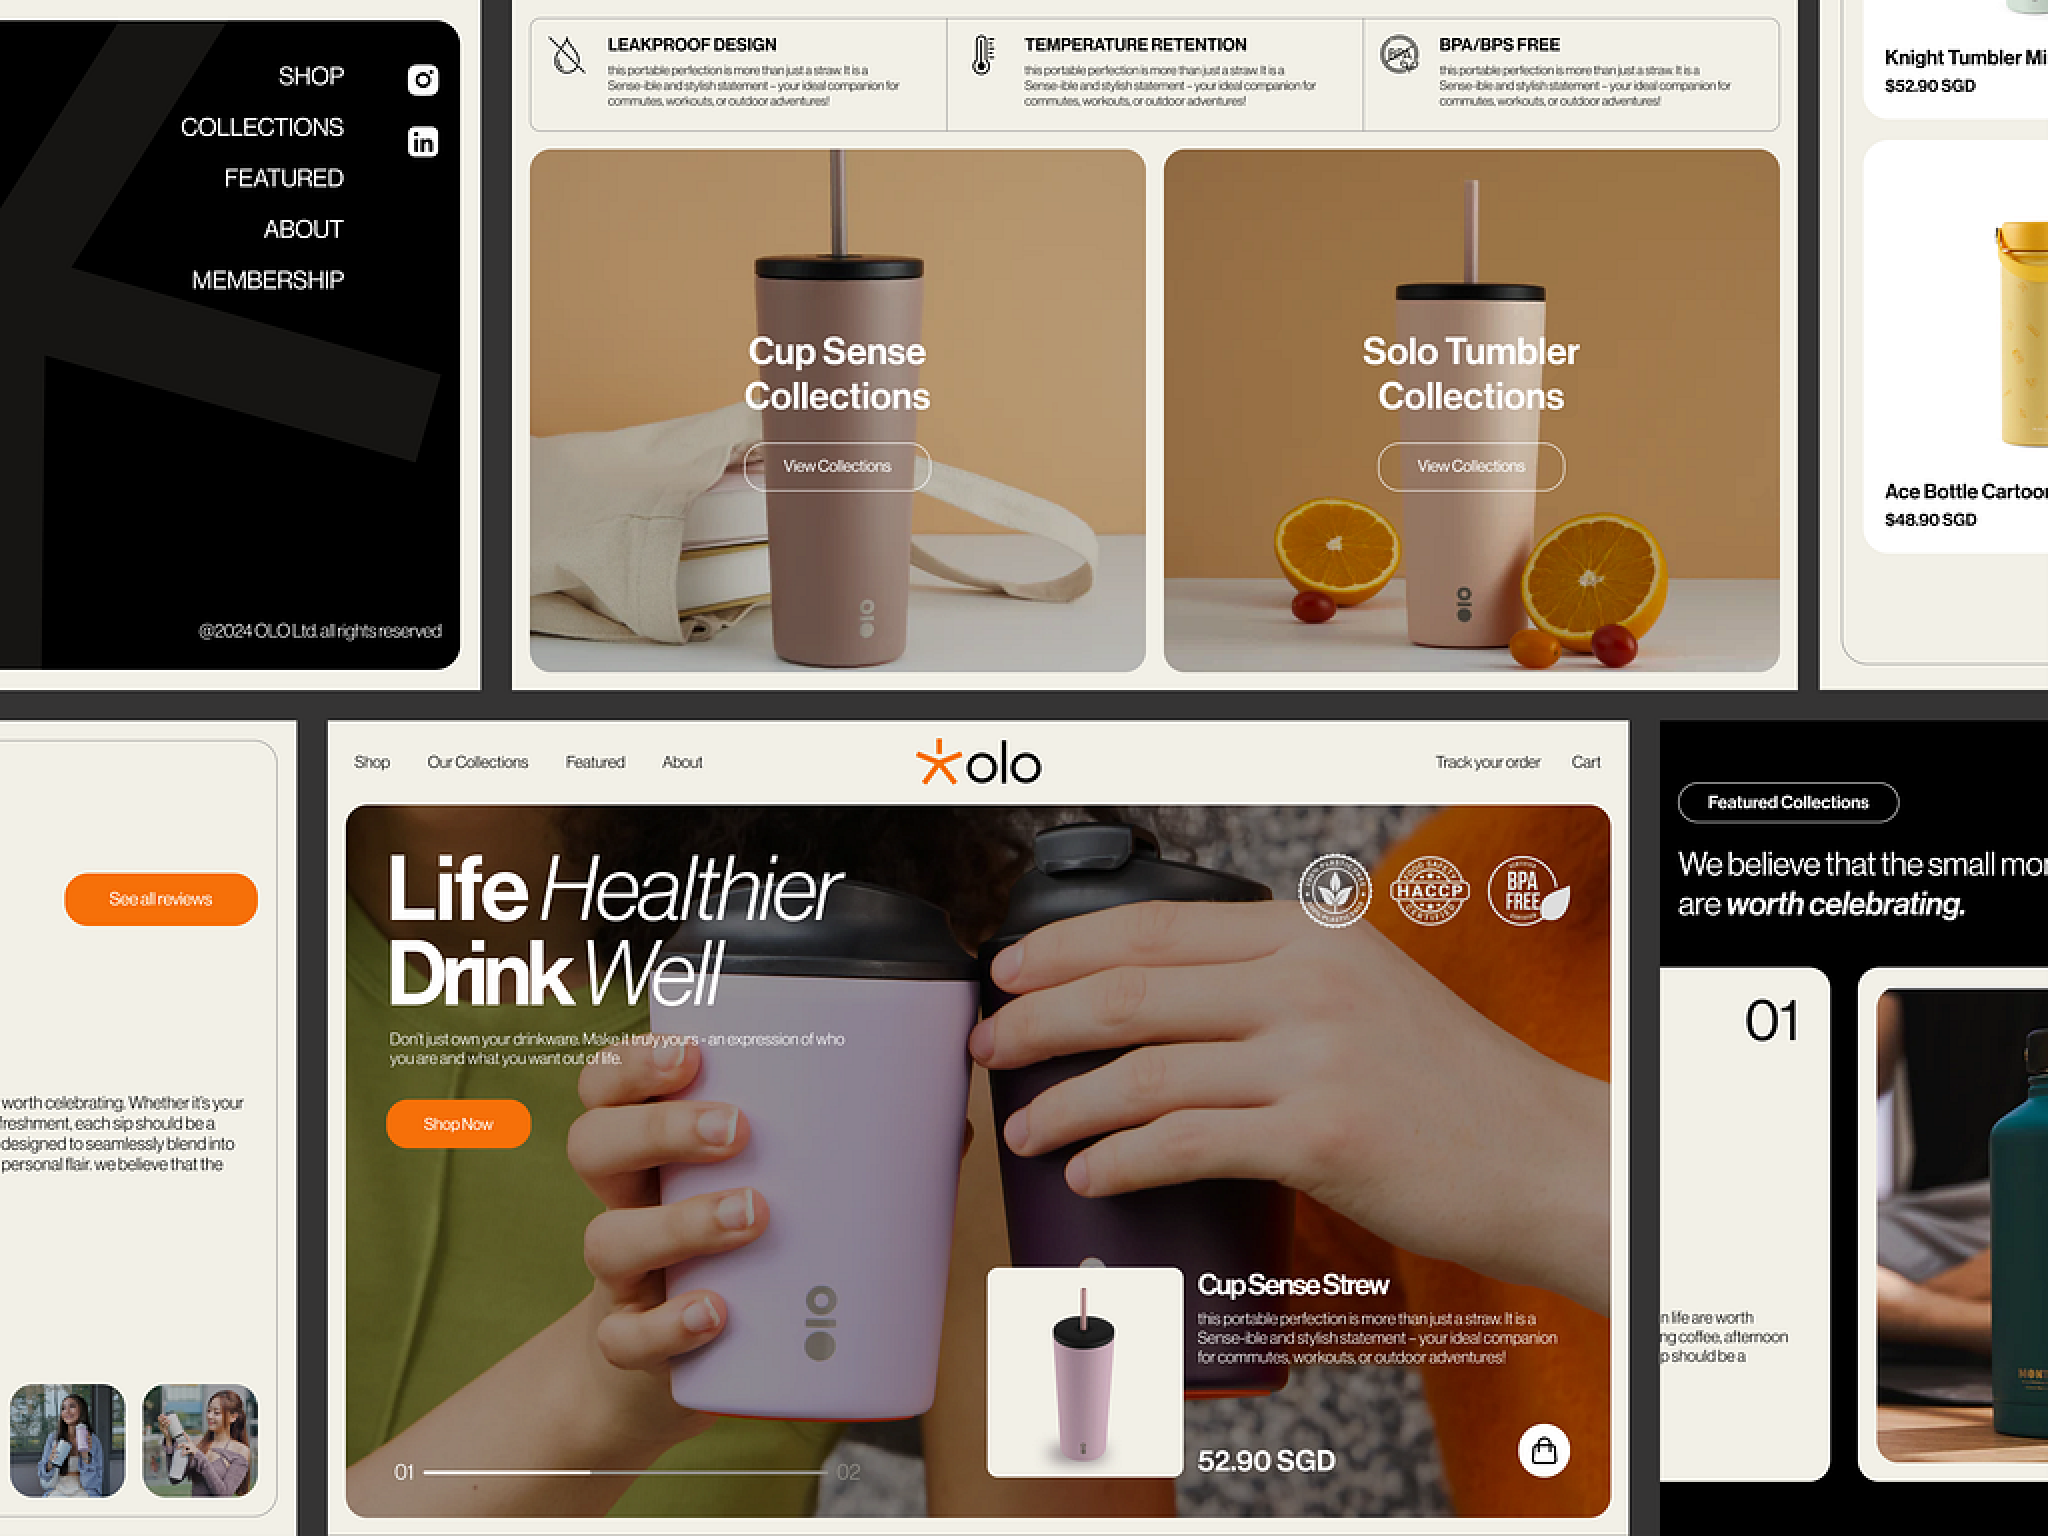 SHOP
COLLECTIONS
FEATURED
ABOUT
MEMBERSHIP
@2024 OLO Ltd. all rights reserved
LEAKPROOF DESIGN
this portable perfection is more than just a straw. It is a
Sense-ible and stylish statement – your ideal companion for
commutes, workouts, or outdoor adventures!
TEMPERATURE RETENTION
this portable perfection is more than just a straw. It is a
Sense-ible and stylish statement – your ideal companion for
commutes, workouts, or outdoor adventures!
BPA/BPS FREE
this portable perfection is more than just a straw. It is a
Sense-ible and stylish statement – your ideal companion for
commutes, workouts, or outdoor adventures!
Cup Sense
Collections
View Collections
Solo Tumbler
Collections
View Collections
Knight Tumbler Mi
$52.90 SGD
Ace Bottle Cartoo
$48.90 SGD
See all reviews
worth celebrating. Whether it's your
freshment, each sip should be a
designed to seamlessly blend into
personal flair. we believe that the
Shop
Our Collections
Featured
About
olo
Track your order
Cart
Life Healthier
Drink Well
Don't just own your drinkware. Make it truly yours - an expression of who
you are and what you want out of life.
Shop Now
HACCP
CERTIFIED
BPA
FREE
Cup Sense Strew
this portable perfection is more than just a straw. It is a
Sense-ible and stylish statement – your ideal companion
for commutes, workouts, or outdoor adventures!
52.90 SGD
01
02
Featured Collections
We believe that the small mo
are worth celebrating.
01
n life are worth
ng coffee, afternoon
p should be a